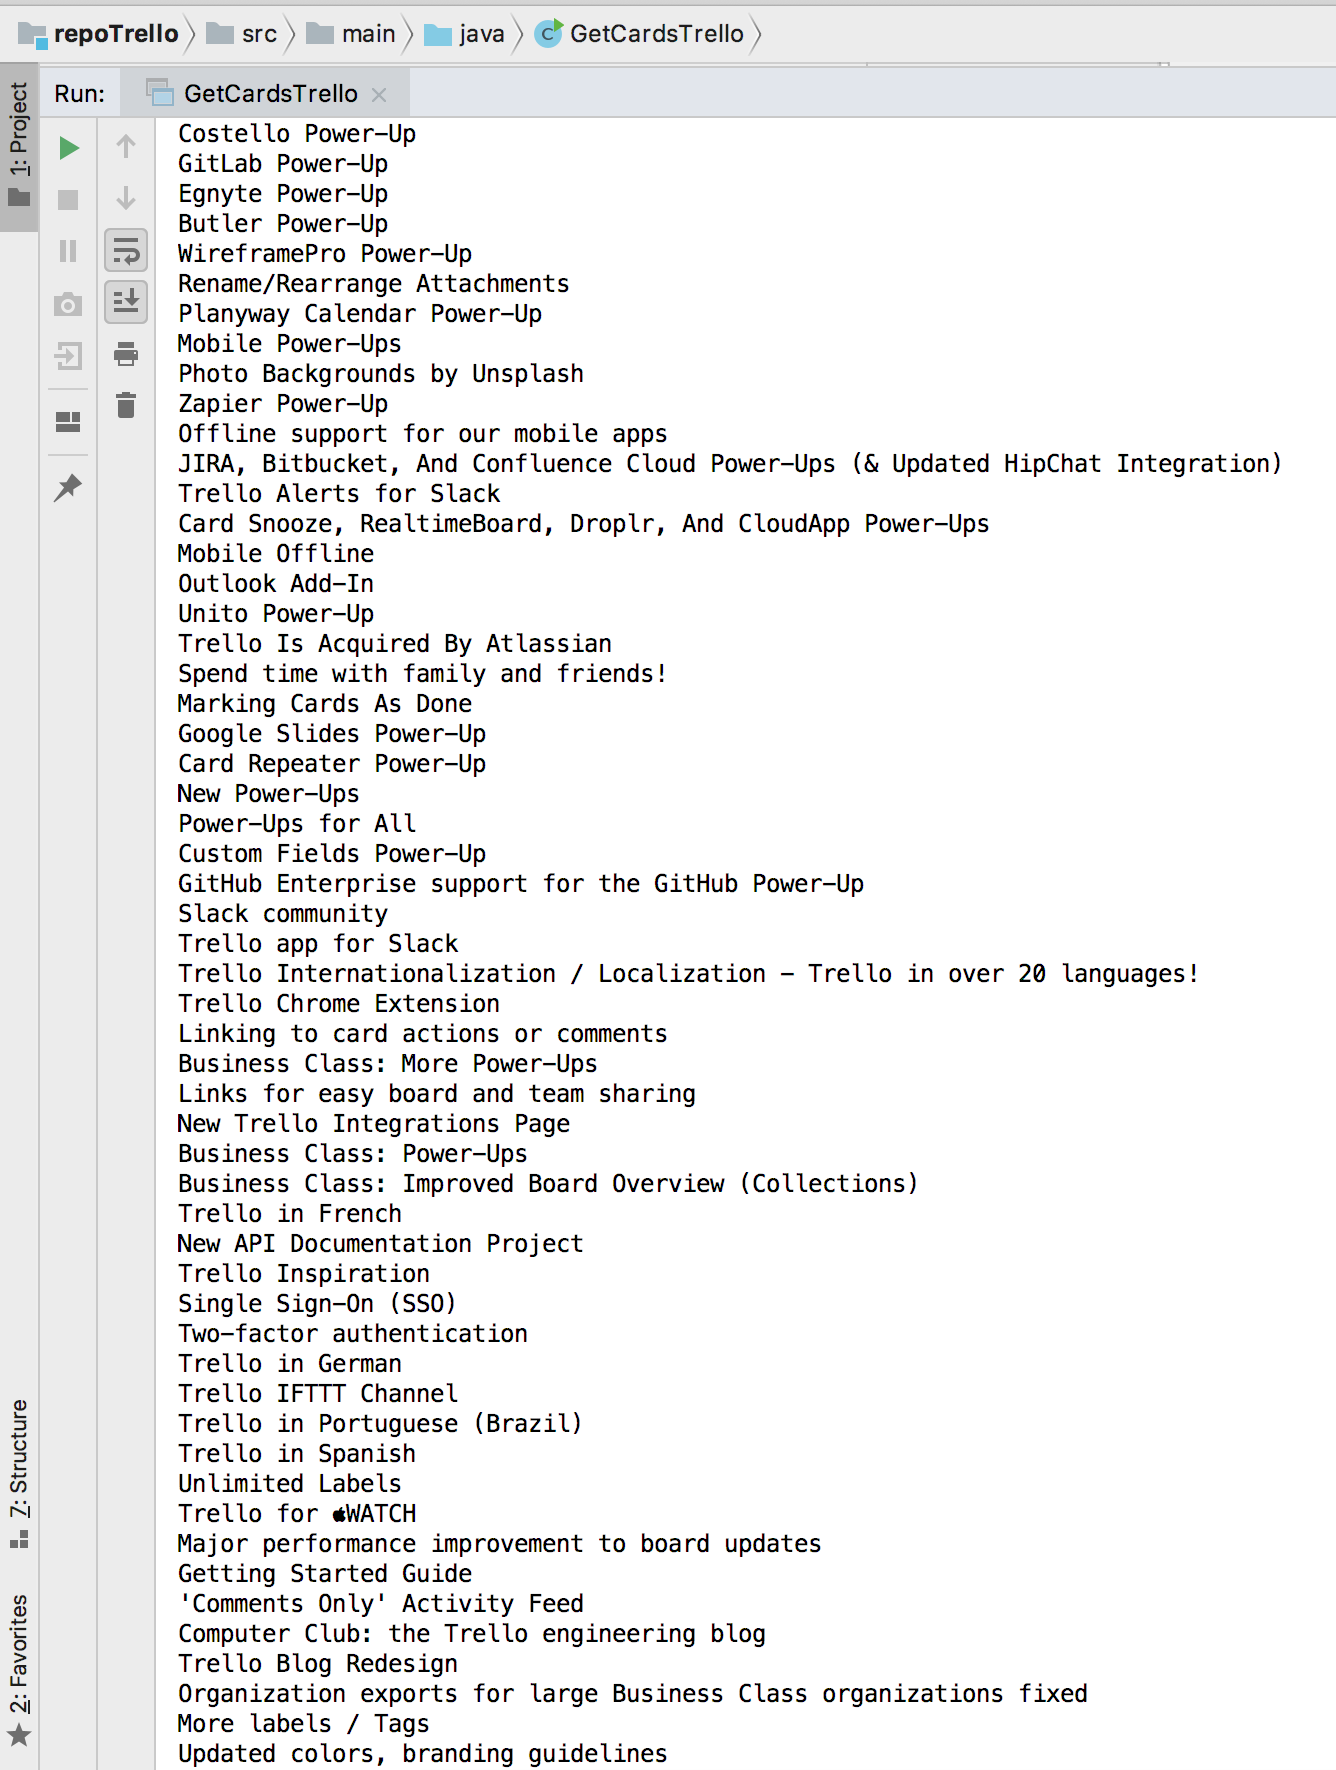 repoTrello src main java GetCardsTrello
Run: GetCardsTrello
1: Project
7: Structure
2: Favorites
Costello Power-Up
GitLab Power-Up
Egnyte Power-Up
Butler Power-Up
WireframePro Power-Up
Rename/Rearrange Attachments
Planyway Calendar Power-Up
Mobile Power-Ups
Photo Backgrounds by Unsplash
Zapier Power-Up
Offline support for our mobile apps
JIRA, Bitbucket, And Confluence Cloud Power-Ups (& Updated HipChat Integration)
Trello Alerts for Slack
Card Snooze, RealtimeBoard, Droplr, And CloudApp Power-Ups
Mobile Offline
Outlook Add-In
Unito Power-Up
Trello Is Acquired By Atlassian
Spend time with family and friends!
Marking Cards As Done
Google Slides Power-Up
Card Repeater Power-Up
New Power-Ups
Power-Ups for All
Custom Fields Power-Up
GitHub Enterprise support for the GitHub Power-Up
Slack community
Trello app for Slack
Trello Internationalization / Localization - Trello in over 20 languages!
Trello Chrome Extension
Linking to card actions or comments
Business Class: More Power-Ups
Links for easy board and team sharing
New Trello Integrations Page
Business Class: Power-Ups
Business Class: Improved Board Overview (Collections)
Trello in French
New API Documentation Project
Trello Inspiration
Single Sign-On (SSO)
Two-factor authentication
Trello in German
Trello IFTTT Channel
Trello in Portuguese (Brazil)
Trello in Spanish
Unlimited Labels
Trello for WATCH
Major performance improvement to board updates
Getting Started Guide
'Comments Only' Activity Feed
Computer Club: the Trello engineering blog
Trello Blog Redesign
Organization exports for large Business Class organizations fixed
More labels / Tags
Updated colors, branding guidelines